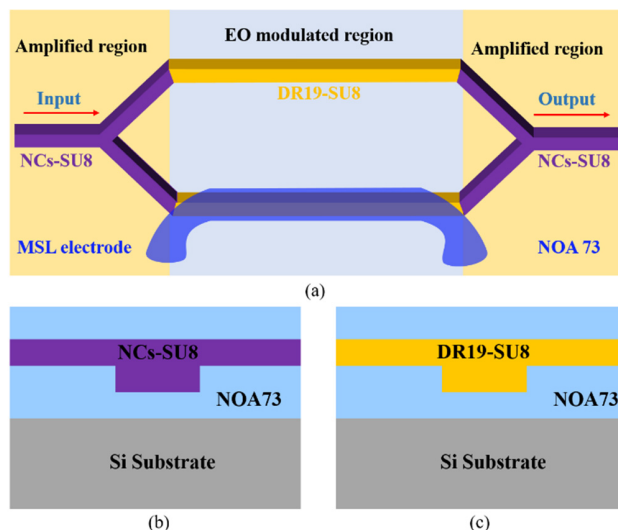 Amplified region
EO modulated region
Amplified region
Input
DR19-SU8
Output
NCs-SU8
NCs-SU8
MSL electrode
NOA 73
(a)
NCs-SU8
NOA73
Si Substrate
(b)
DR19-SU8
NOA73
Si Substrate
(c)